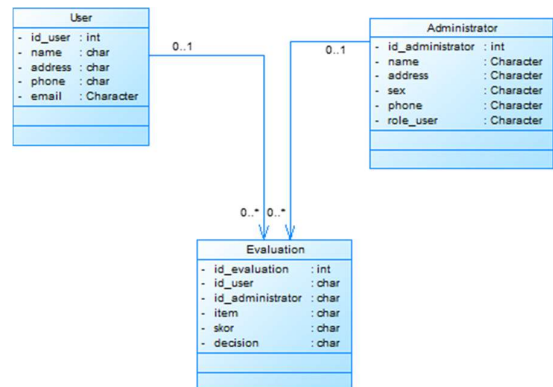 User
- id_user : int
- name : char
- address : char
- phone : char
- email : Character
0..1
Administrator
- id_administrator : int
- name : Character
- address : Character
- sex : Character
- phone : Character
- role_user : Character
0..1
0..*
0..*
Evaluation
- id_evaluation : int
- id_user : char
- id_administrator : char
- item : char
- skor : char
- decision : char